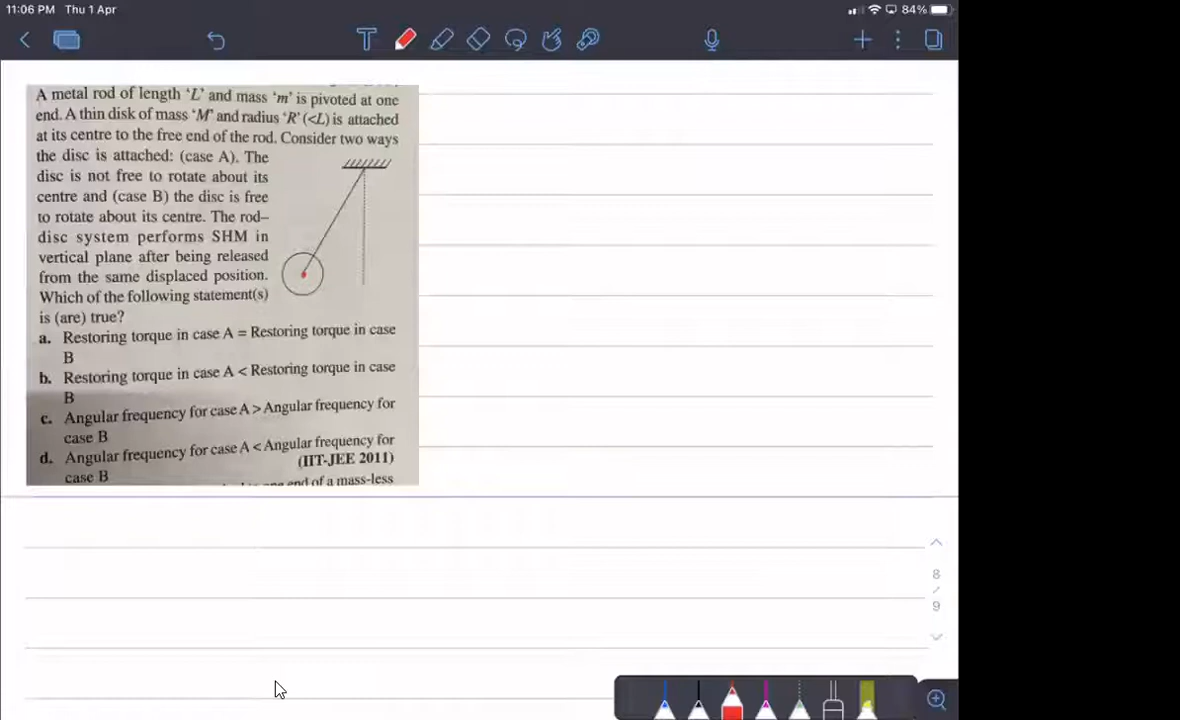 11:06 PM Thu 1 Apr
84%
A metal rod of length ‘L’ and mass ‘m’ is pivoted at one
end. A thin disk of mass ‘M’ and radius ‘R’ (<L) is attached
at its centre to the free end of the rod. Consider two ways
the disc is attached: (case A). The
disc is not free to rotate about its
centre and (case B) the disc is free
to rotate about its centre. The rod–
disc system performs SHM in
vertical plane after being released
from the same displaced position.
Which of the following statement(s)
is (are) true?
a. Restoring torque in case A = Restoring torque in case
B
b. Restoring torque in case A < Restoring torque in case
B
c. Angular frequency for case A > Angular frequency for
case B
d. Angular frequency for case A < Angular frequency for
(IIT-JEE 2011)
case B
end of a mass-less
8
9